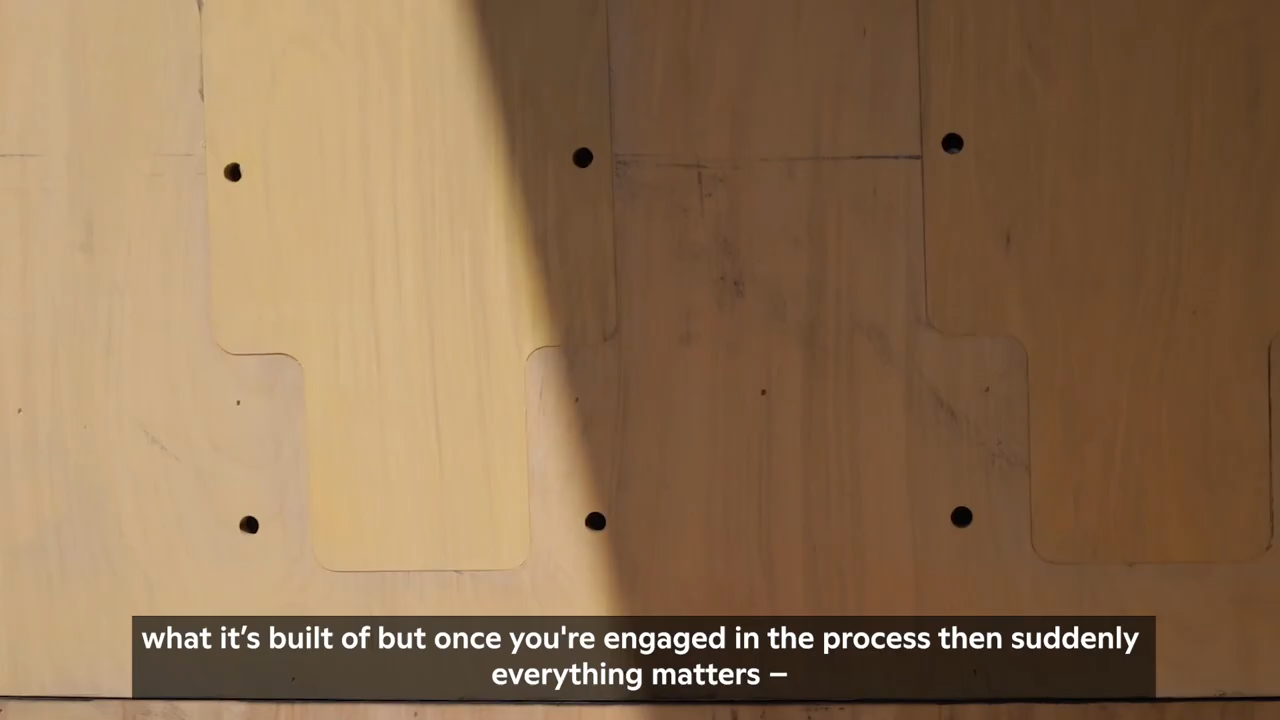 what it’s built of but once you're engaged in the process then suddenly
everything matters –